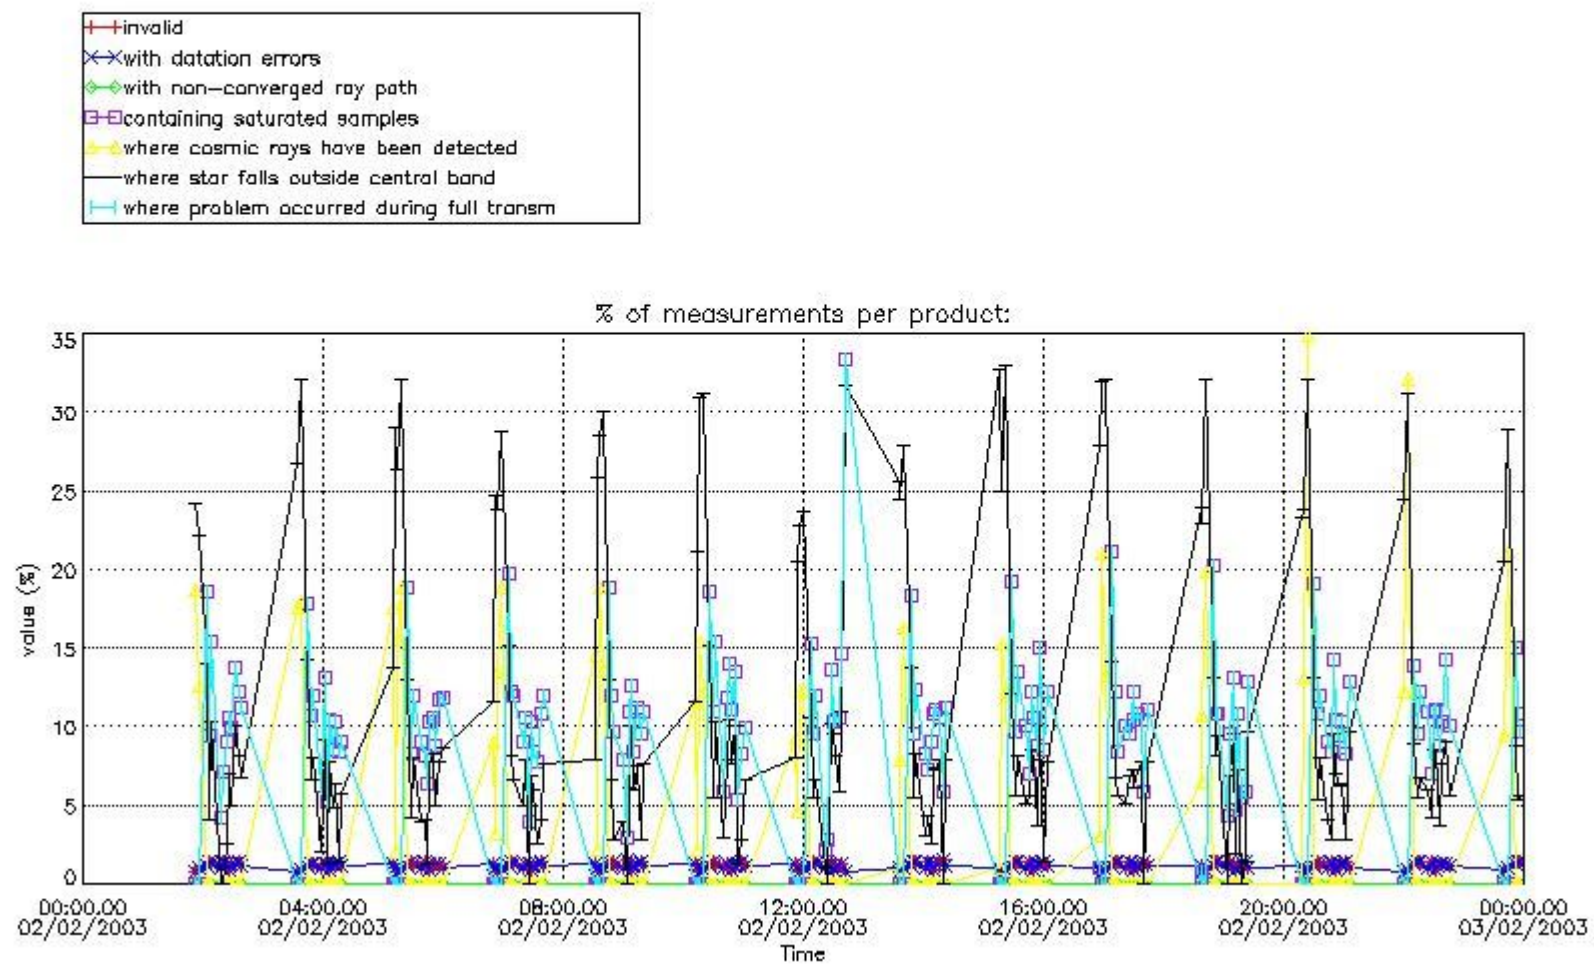 invalid
with datation errors
with non-converged ray path
containing saturated samples
where cosmic rays have been detected
where star falls outside central band
where problem occurred during full transm
% of measurements per product:
35
30
25
20
15
10
5
0
value (%)
00:00:00 04:00:00 08:00:00 12:00:00 16:00:00 20:00:00 00:00:00
02/02/2003 02/02/2003 02/02/2003 02/02/2003 02/02/2003 02/02/2003 03/02/2003
Time